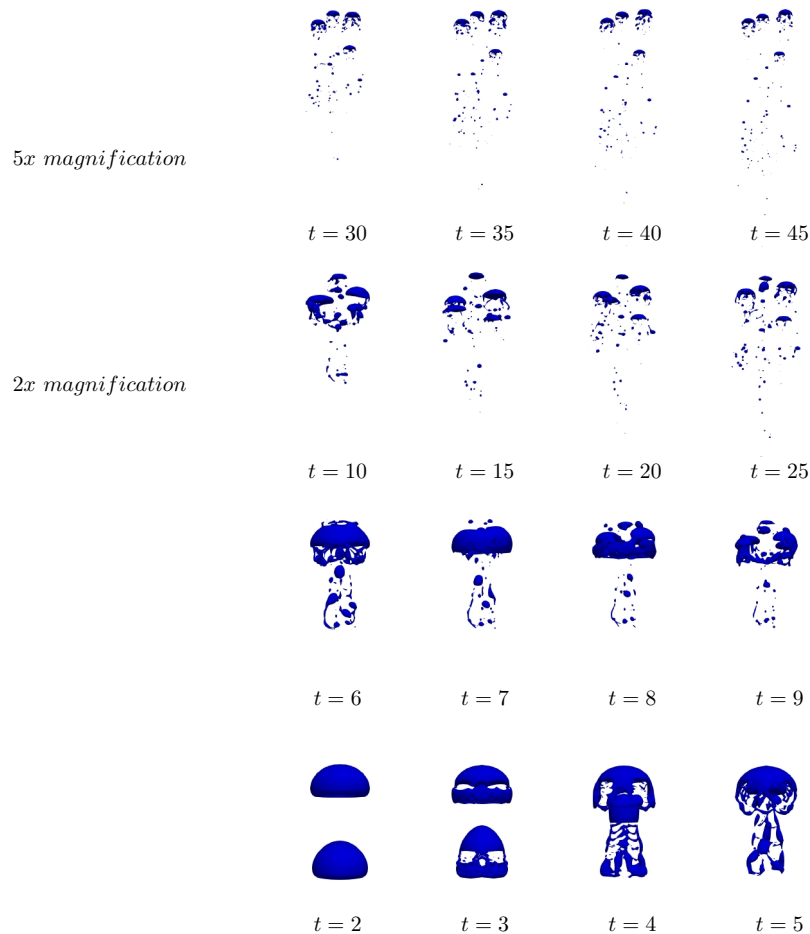 5x magnification
t = 30 t = 35 t = 40 t = 45
2x magnification
t = 10 t = 15 t = 20 t = 25
t = 6 t = 7 t = 8 t = 9
t = 2 t = 3 t = 4 t = 5